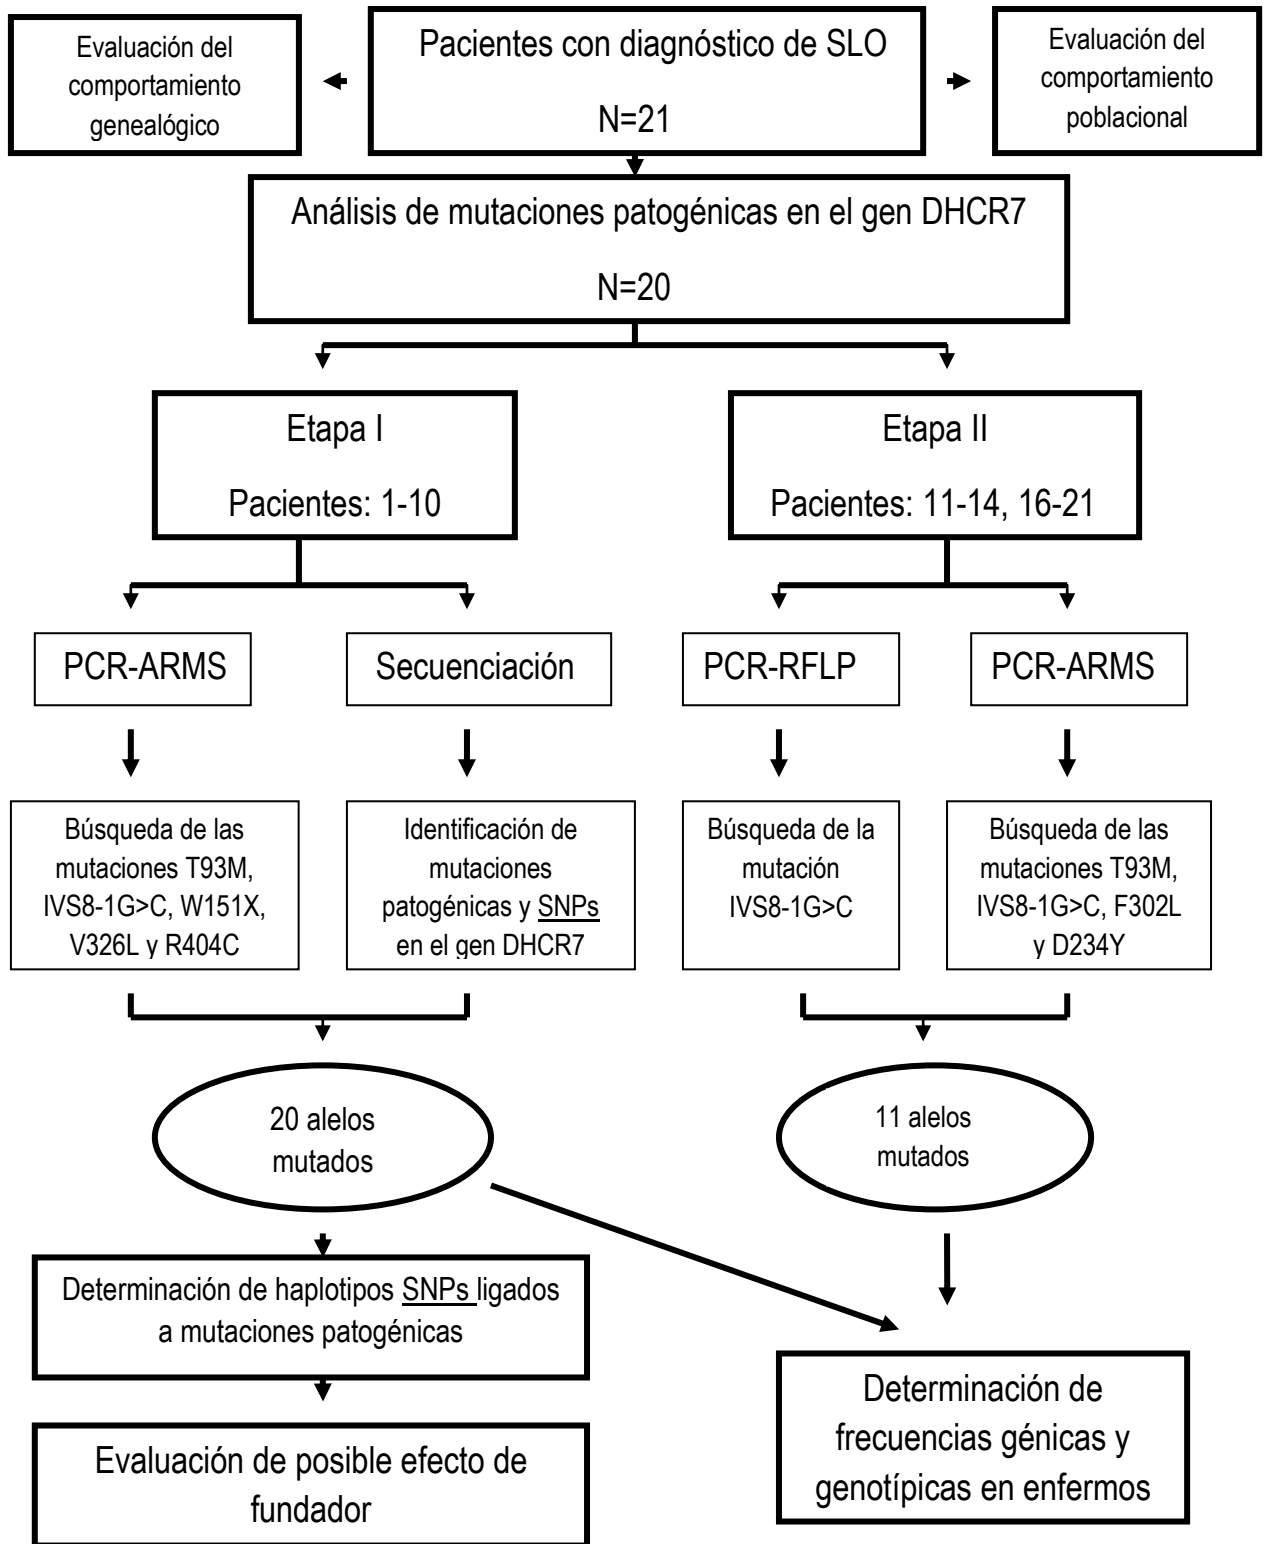 Evaluación del
comportamiento
genealógico
Pacientes con diagnóstico de SLO
N=21
Evaluación del
comportamiento
poblacional
Análisis de mutaciones patogénicas en el gen DHCR7
N=20
Etapa I
Pacientes: 1-10
Etapa II
Pacientes: 11-14, 16-21
PCR-ARMS
Secuenciación
PCR-RFLP
PCR-ARMS
Búsqueda de las
mutaciones T93M,
IVS8-1G>C, W151X,
V326L y R404C
Identificación de
mutaciones
patogénicas y SNPs
en el gen DHCR7
Búsqueda de la
mutación
IVS8-1G>C
Búsqueda de las
mutaciones T93M,
IVS8-1G>C, F302L
y D234Y
20 alelos
mutados
11 alelos
mutados
Determinación de haplotipos SNPs ligados
a mutaciones patogénicas
Evaluación de posible efecto de
fundador
Determinación de
frecuencias génicas y
genotípicas en enfermos